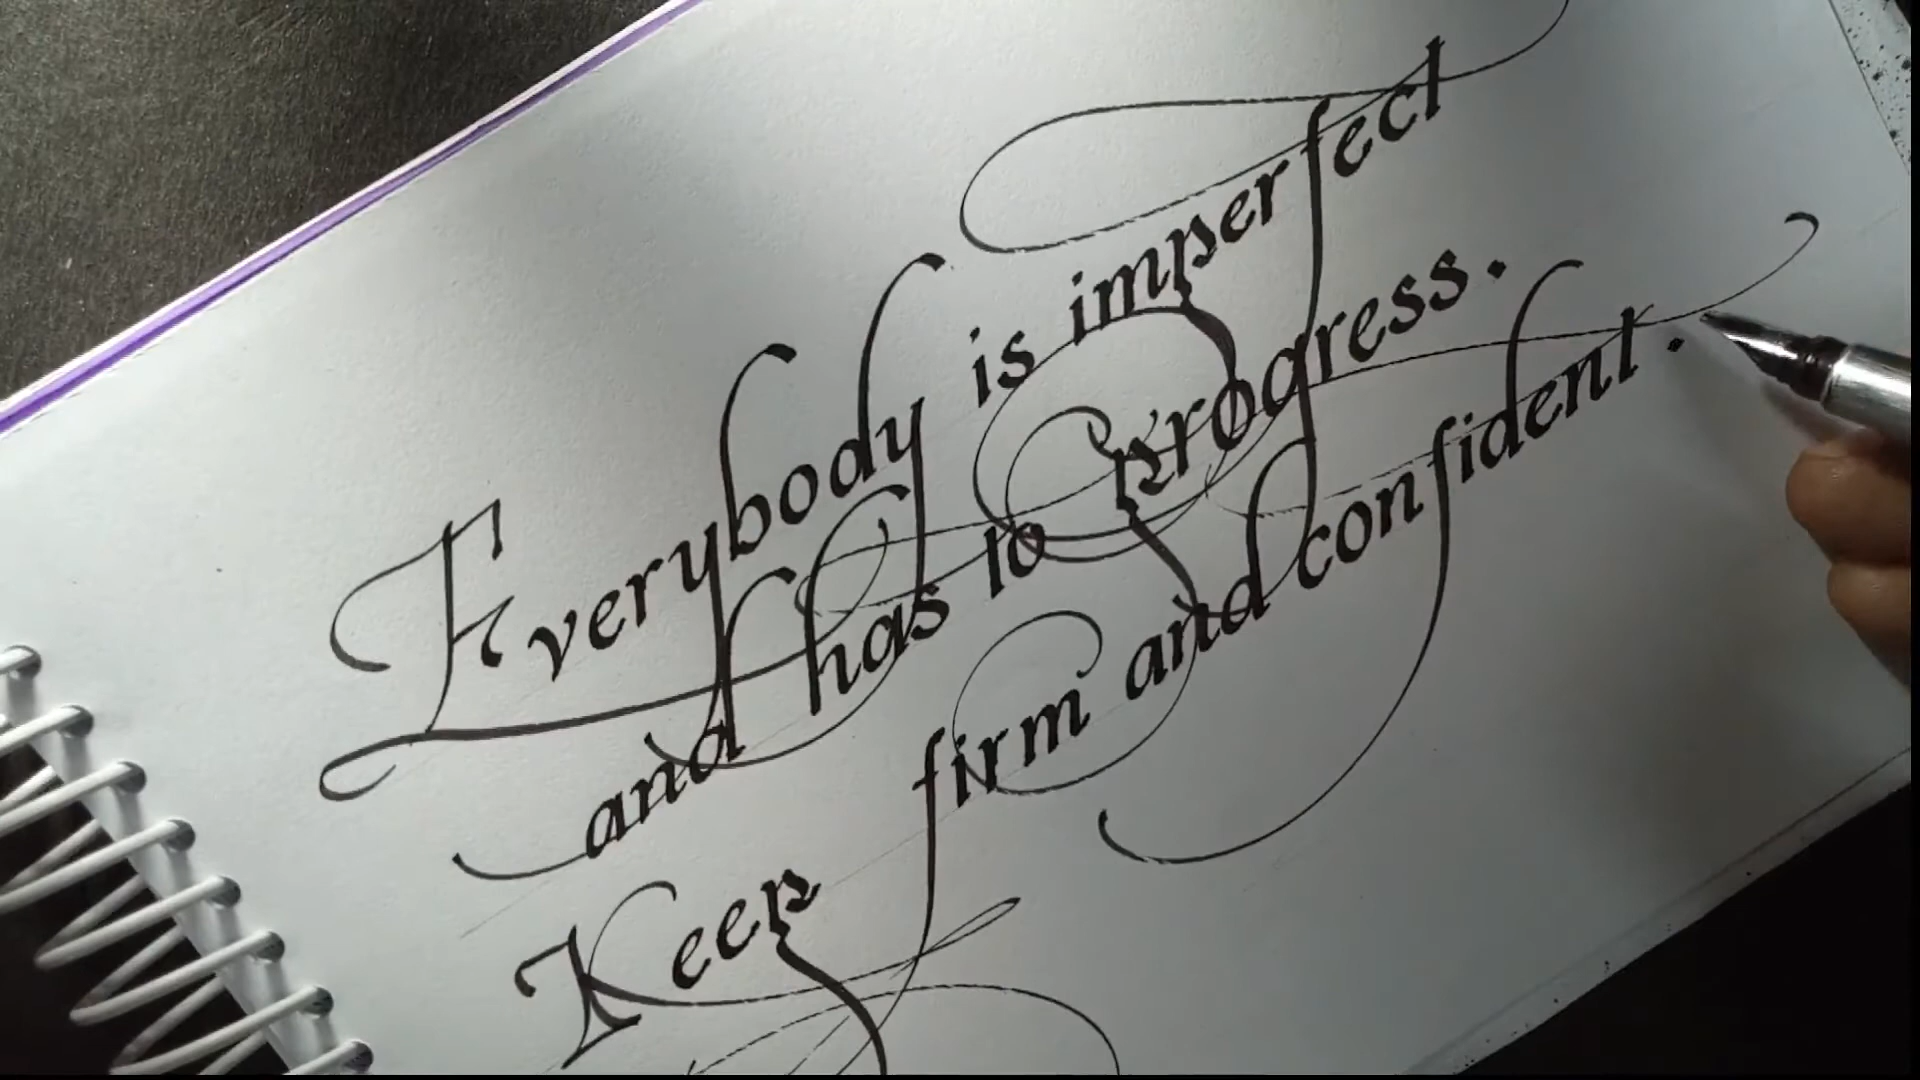 Everybody is imperfect
and has to progress.
Keep firm and confident.